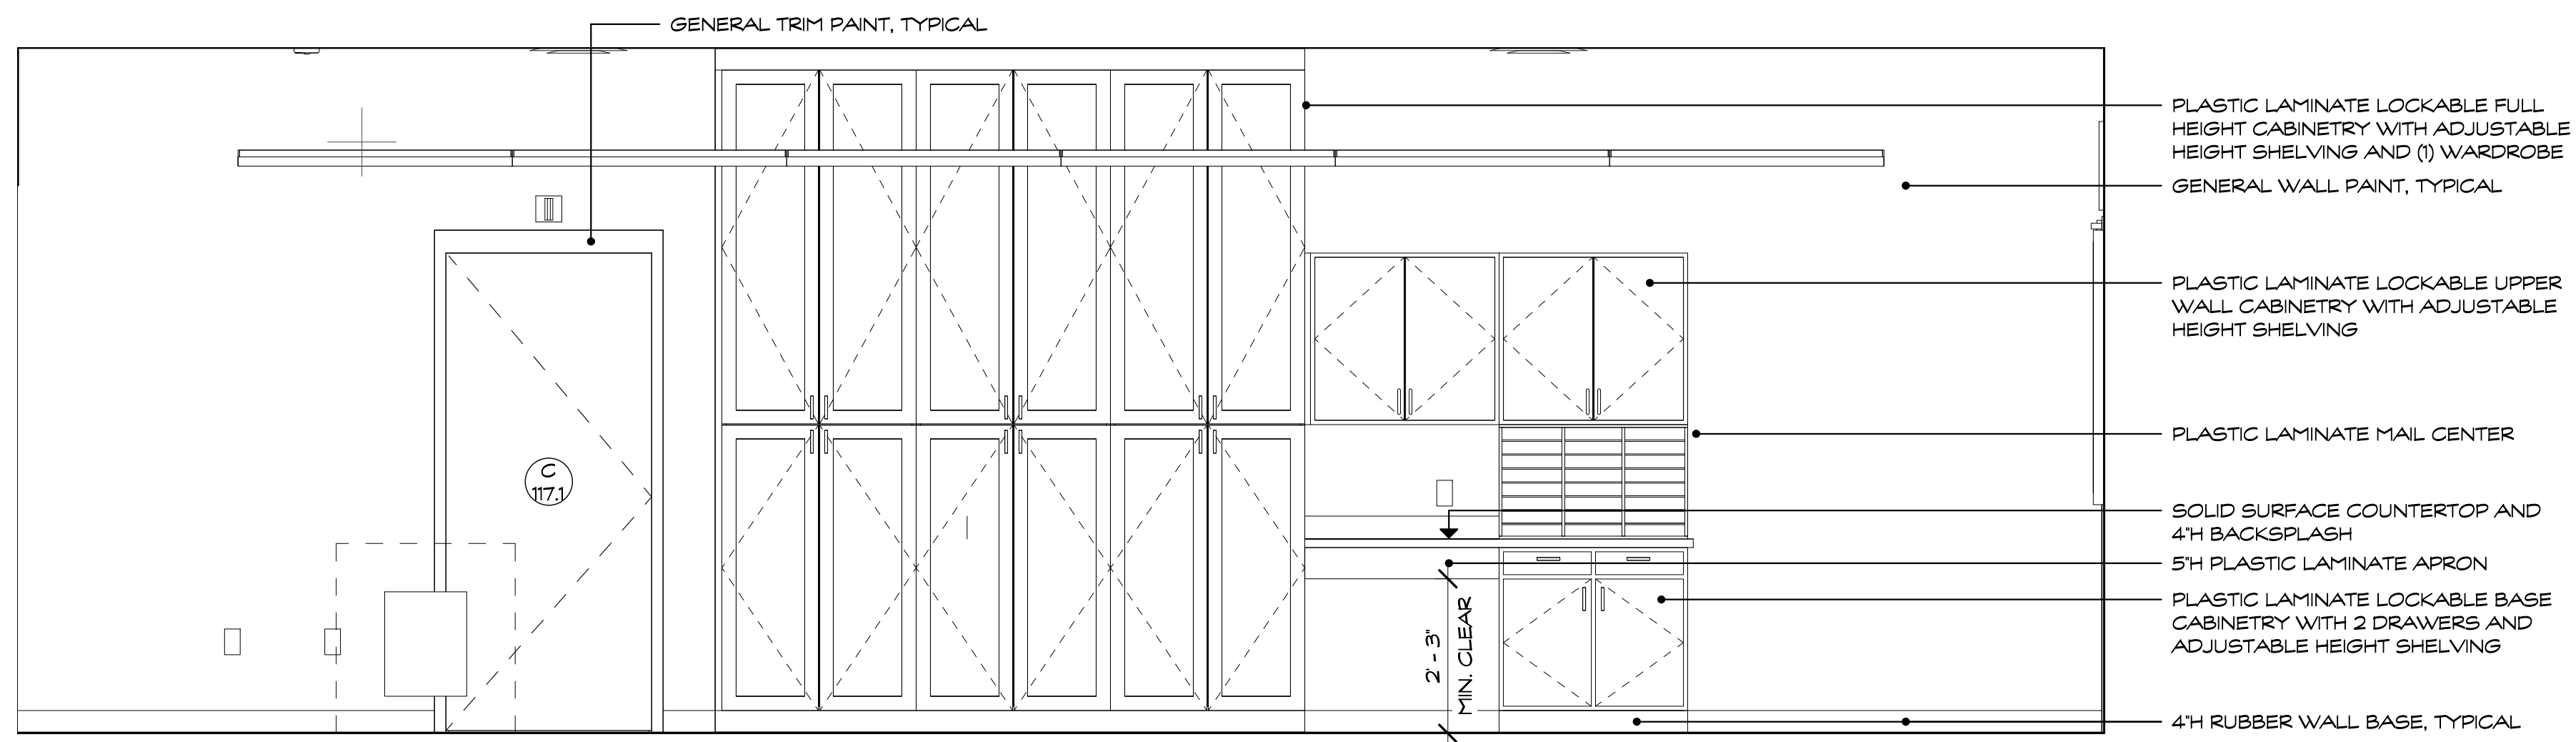 GENERAL TRIM PAINT, TYPICAL
PLASTIC LAMINATE LOCKABLE FULL
HEIGHT CABINETRY WITH ADJUSTABLE
HEIGHT SHELVING AND (1) WARDROBE
GENERAL WALL PAINT, TYPICAL
PLASTIC LAMINATE LOCKABLE UPPER
WALL CABINETRY WITH ADJUSTABLE
HEIGHT SHELVING
PLASTIC LAMINATE MAIL CENTER
C
117.1
SOLID SURFACE COUNTERTOP AND
4"H BACKSPLASH
5"H PLASTIC LAMINATE APRON
PLASTIC LAMINATE LOCKABLE BASE
CABINETRY WITH 2 DRAWERS AND
ADJUSTABLE HEIGHT SHELVING
2' - 3"
MIN. CLEAR
4"H RUBBER WALL BASE, TYPICAL